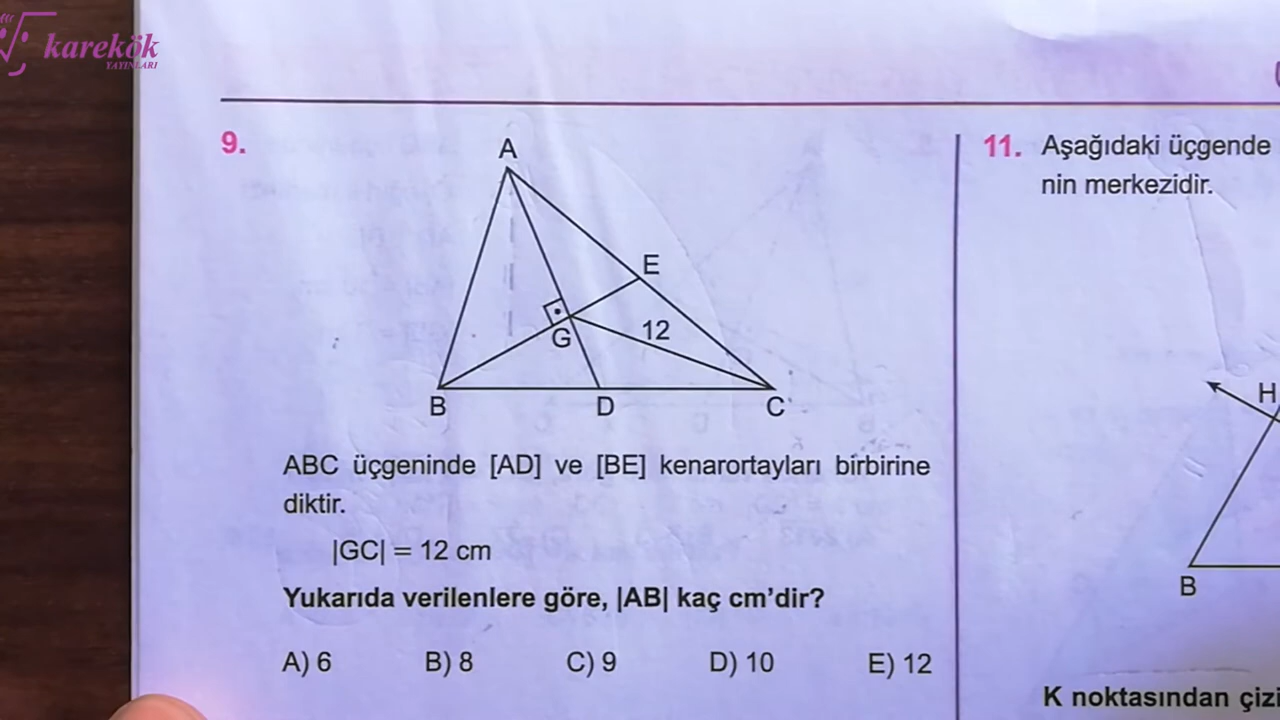 karekök
YAYINLARI
9.
A
E
12
G
B
D
C
ABC üçgeninde [AD] ve [BE] kenarortayları birbirine
diktir.
|GC| = 12 cm
Yukarıda verilenlere göre, |AB| kaç cm'dir?
A) 6
B) 8
C) 9
D) 10
E) 12
11. Aşağıdaki üçgende
nin merkezidir.
H
B
K noktasından çizi